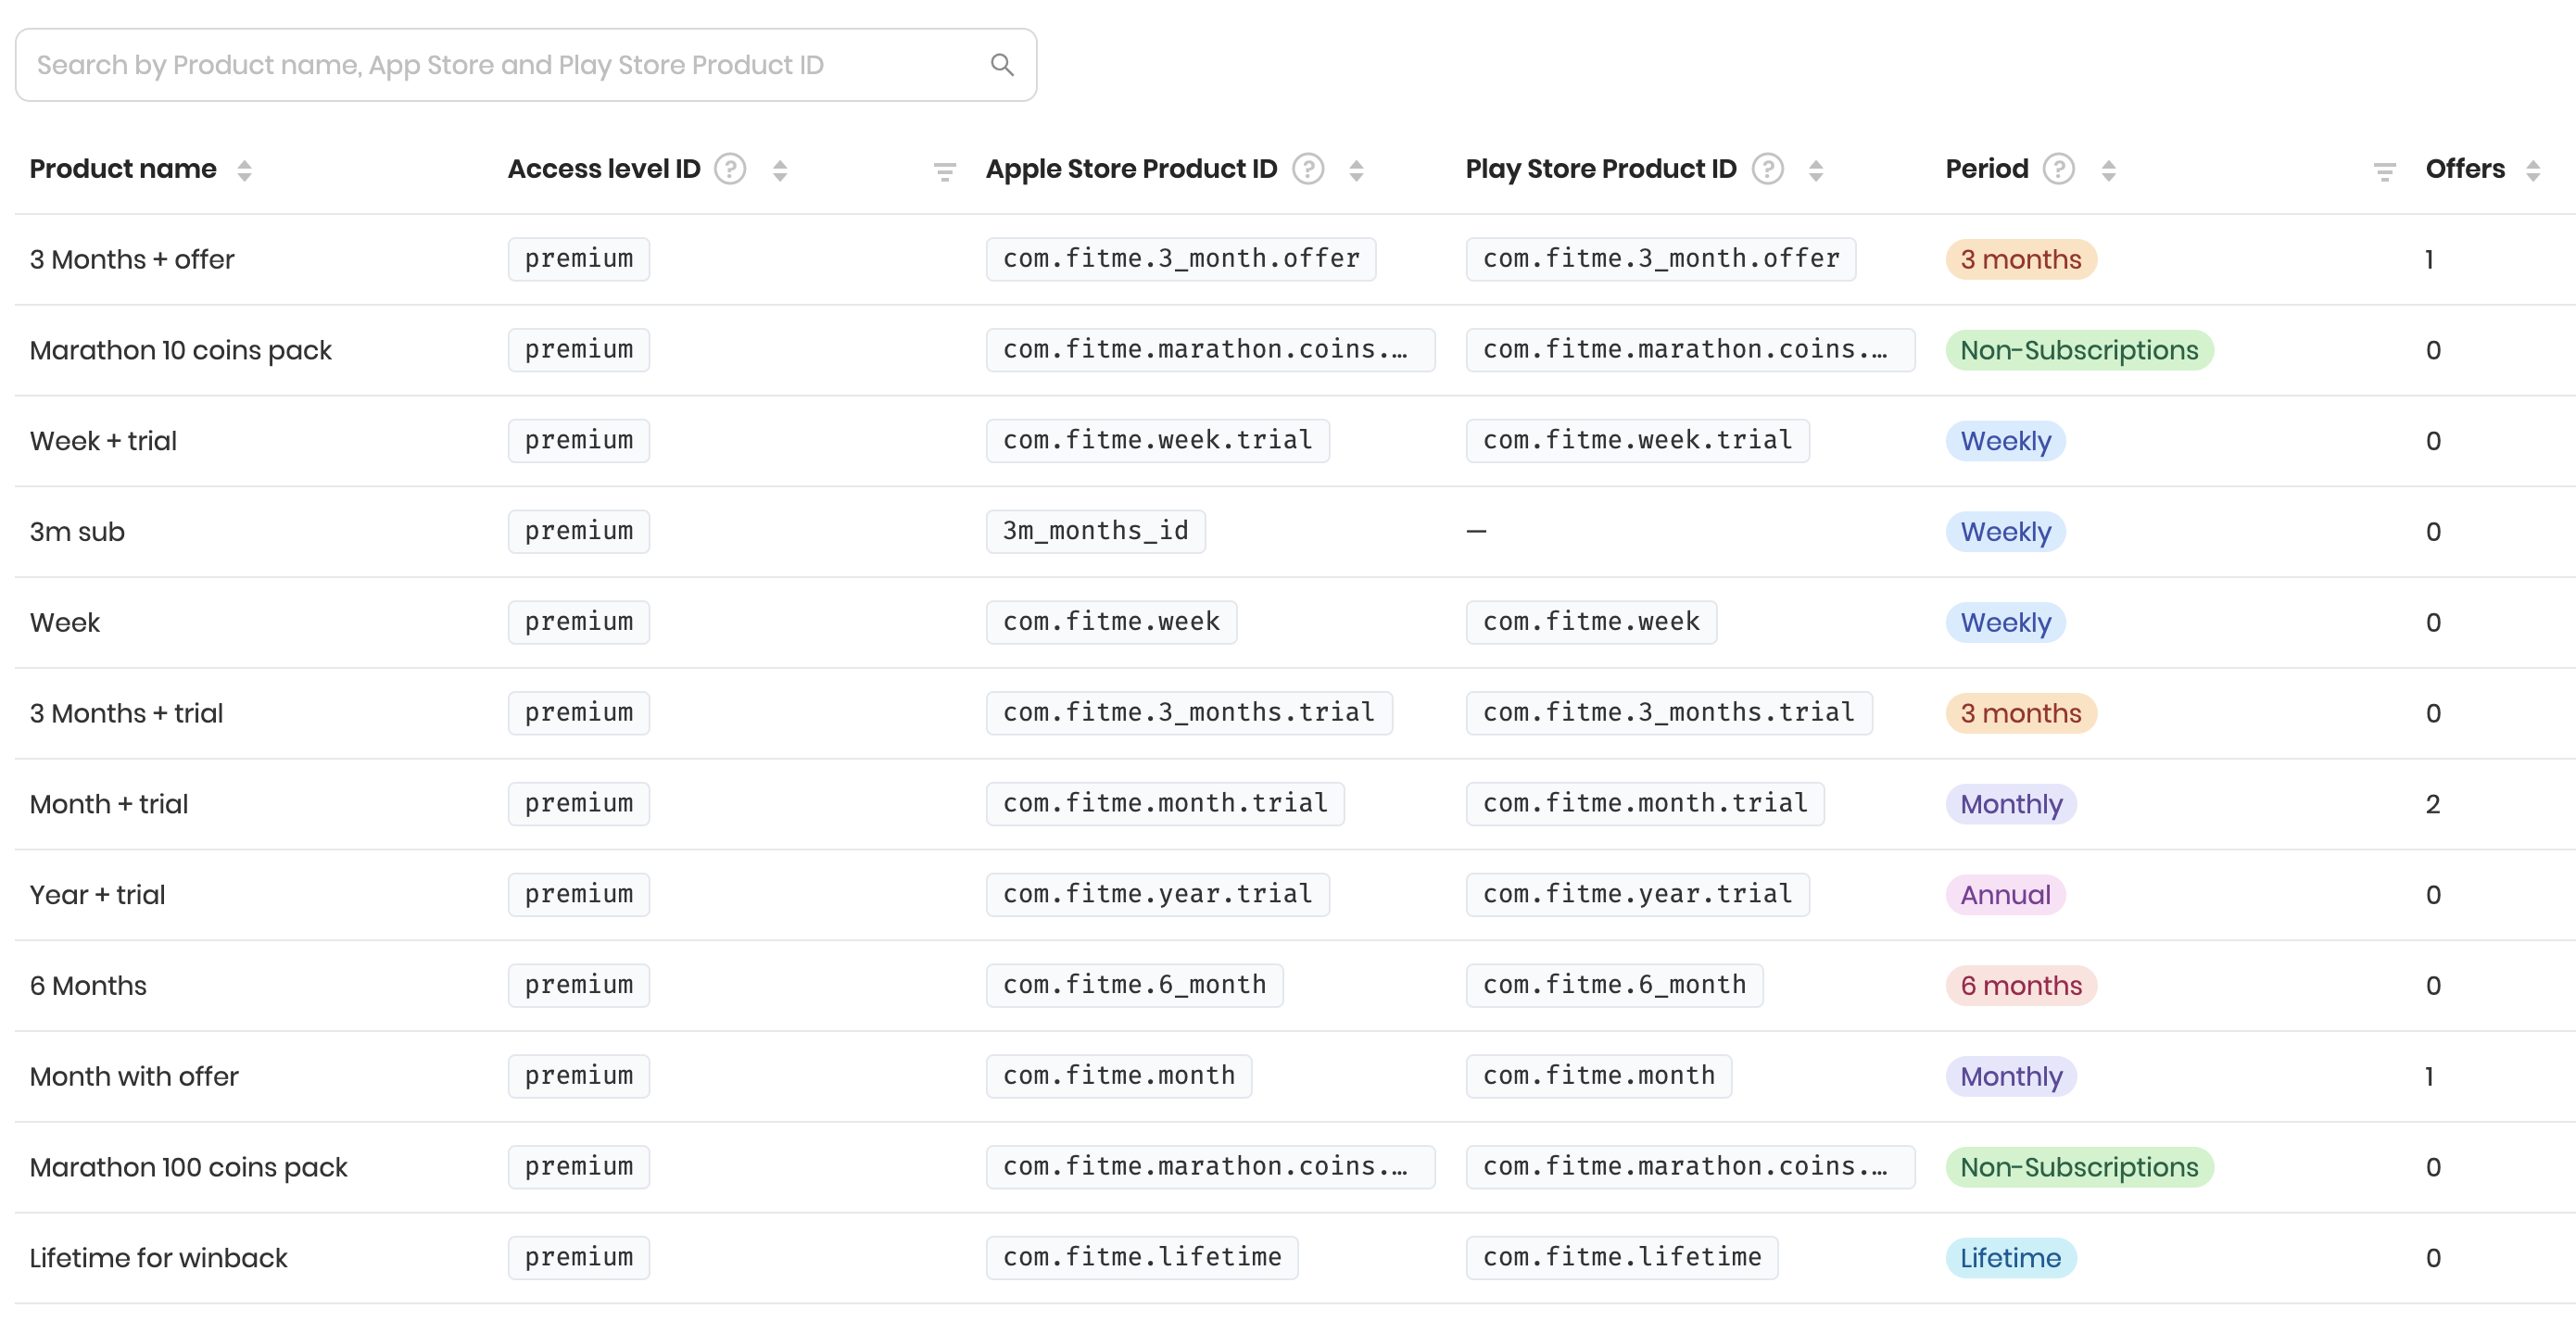 Search by Product name, App Store and Play Store Product ID
Product name Access level ID ? Apple Store Product ID ? Play Store Product ID ? Period ? Offers
3 Months + offer premium com.fitme.3_month.offer com.fitme.3_month.offer 3 months 1
Marathon 10 coins pack premium com.fitme.marathon.coins.… com.fitme.marathon.coins.… Non-Subscriptions 0
Week + trial premium com.fitme.week.trial com.fitme.week.trial Weekly 0
3m sub premium 3m_months_id — Weekly 0
Week premium com.fitme.week com.fitme.week Weekly 0
3 Months + trial premium com.fitme.3_months.trial com.fitme.3_months.trial 3 months 0
Month + trial premium com.fitme.month.trial com.fitme.month.trial Monthly 2
Year + trial premium com.fitme.year.trial com.fitme.year.trial Annual 0
6 Months premium com.fitme.6_month com.fitme.6_month 6 months 0
Month with offer premium com.fitme.month com.fitme.month Monthly 1
Marathon 100 coins pack premium com.fitme.marathon.coins.… com.fitme.marathon.coins.… Non-Subscriptions 0
Lifetime for winback premium com.fitme.lifetime com.fitme.lifetime Lifetime 0